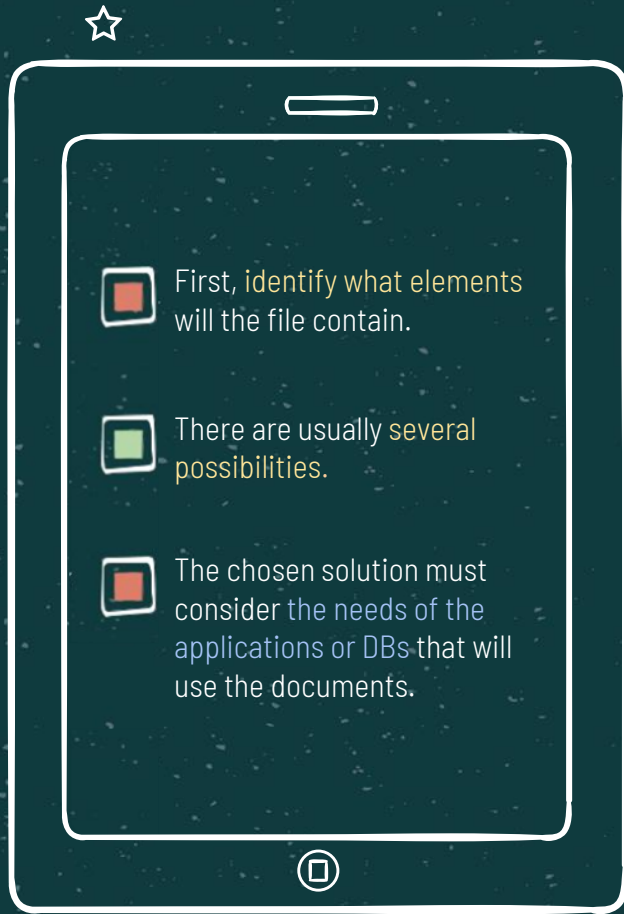 First, identify what elements
will the file contain.
There are usually several
possibilities.
The chosen solution must
consider the needs of the
applications or DBs that will
use the documents.